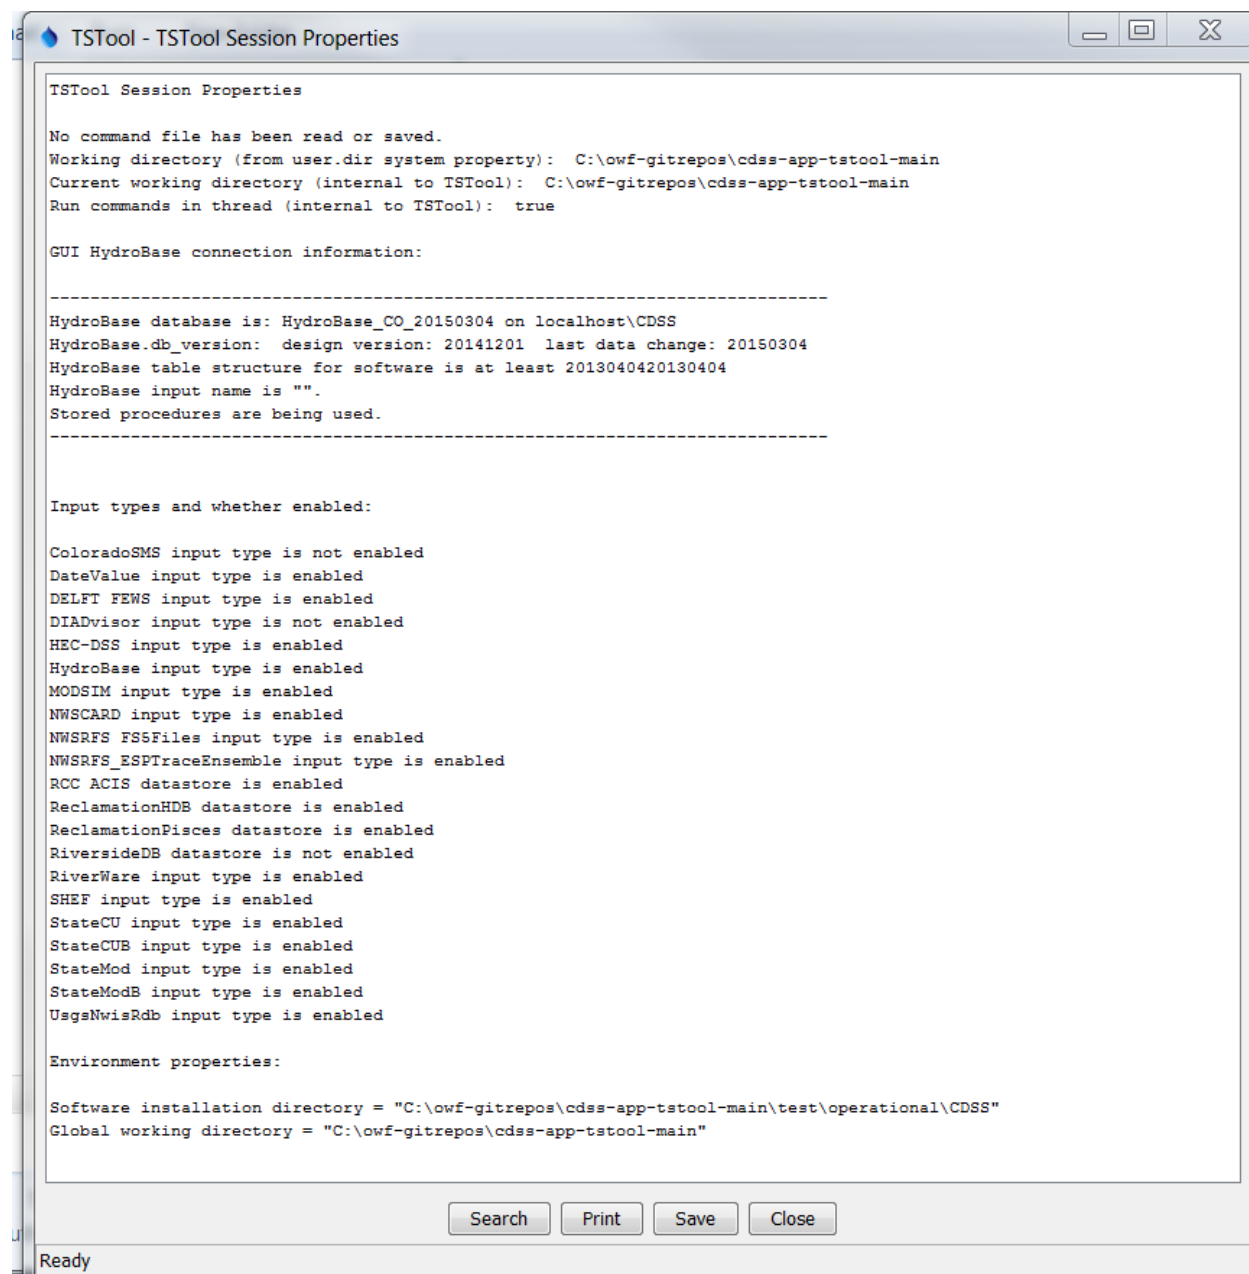 TSTool - TSTool Session Properties
TSTool Session Properties
No command file has been read or saved.
Working directory (from user.dir system property):  C:\owf-gitrepos\cdss-app-tstool-main
Current working directory (internal to TSTool):  C:\owf-gitrepos\cdss-app-tstool-main
Run commands in thread (internal to TSTool):  true
GUI HydroBase connection information:
------------------------------------------------------------------------------
HydroBase database is: HydroBase_CO_20150304 on localhost\CDSS
HydroBase.db_version:  design version: 20141201  last data change: 20150304
HydroBase table structure for software is at least 2013040420130404
HydroBase input name is "".
Stored procedures are being used.
------------------------------------------------------------------------------
Input types and whether enabled:
ColoradoSMS input type is not enabled
DateValue input type is enabled
DELFT FEWS input type is enabled
DIADvisor input type is not enabled
HEC-DSS input type is enabled
HydroBase input type is enabled
MODSIM input type is enabled
NWSCARD input type is enabled
NWSRFS FS5Files input type is enabled
NWSRFS_ESPTraceEnsemble input type is enabled
RCC ACIS datastore is enabled
ReclamationHDB datastore is enabled
ReclamationPisces datastore is enabled
RiversideDB datastore is not enabled
RiverWare input type is enabled
SHEF input type is enabled
StateCU input type is enabled
StateCUB input type is enabled
StateMod input type is enabled
StateModB input type is enabled
UsgsNwisRdb input type is enabled
Environment properties:
Software installation directory = "C:\owf-gitrepos\cdss-app-tstool-main\test\operational\CDSS"
Global working directory = "C:\owf-gitrepos\cdss-app-tstool-main"
Search Print Save Close
Ready